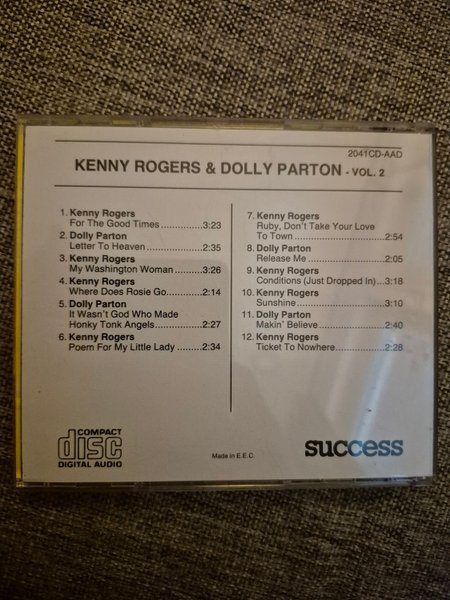 2041CD-AAD
KENNY ROGERS & DOLLY PARTON - VOL. 2
1. Kenny Rogers
For The Good Times ..........3:23
2. Dolly Parton
Letter To Heaven ...............2:35
3. Kenny Rogers
My Washington Woman ....3:26
4. Kenny Rogers
Where Does Rosie Go........2:14
5. Dolly Parton
It Wasn't God Who Made
Honky Tonk Angels............2:27
6. Kenny Rogers
Poem For My Little Lady ........2:34
7. Kenny Rogers
Ruby, Don't Take Your Love
To Town ............................2:54
8. Dolly Parton
Release Me ......................2:05
9. Kenny Rogers
Conditions (Just Dropped In)...3:18
10. Kenny Rogers
Sunshine ..........................3:10
11. Dolly Parton
Makin' Believe ..................2:40
12. Kenny Rogers
Ticket To Nowhere..............2:28
COMPACT
disc
DIGITAL AUDIO
Made in E.E.C.
success